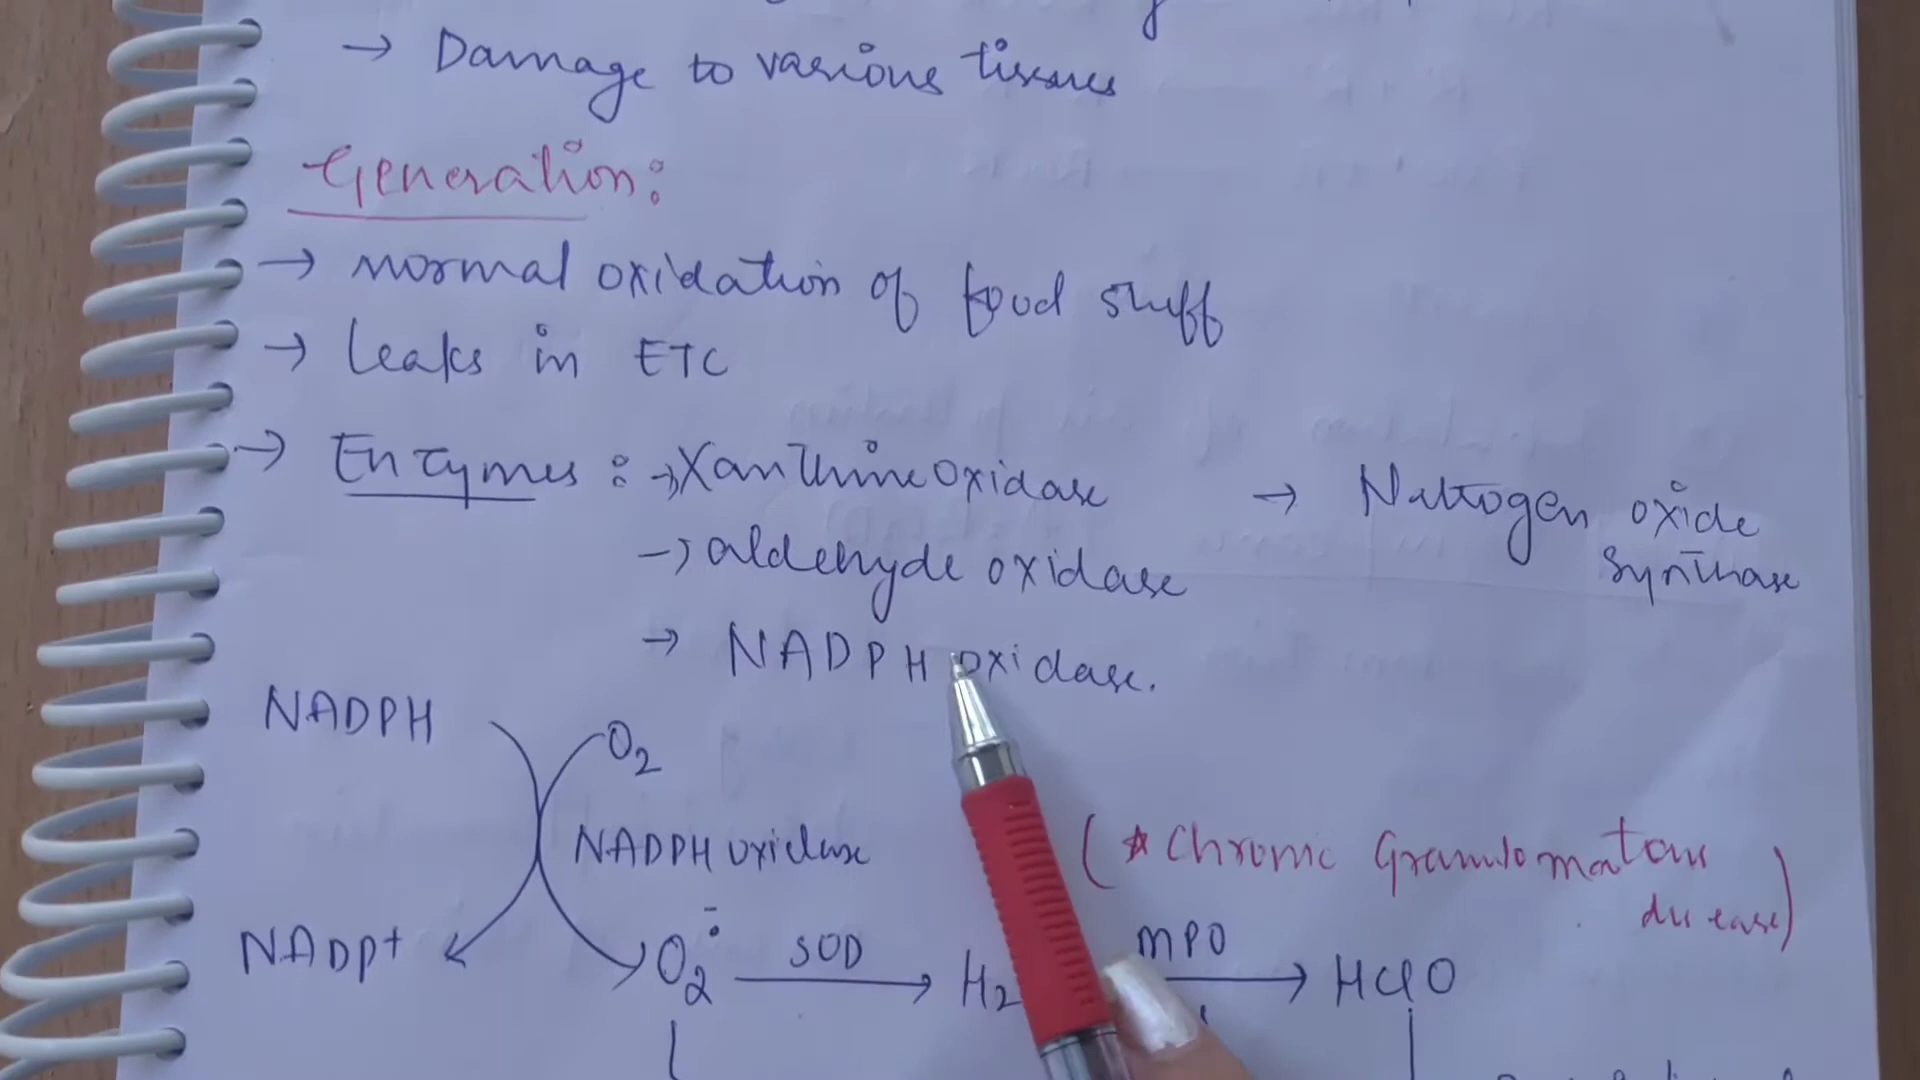 → Damage to various tissues
Generation:
→ normal oxidation of food stuff
→ Leaks in ETC
→ Enzymes : → Xanthine oxidase
→ Nitrogen oxide synthase
→ aldehyde oxidase
→ NADPH oxidase.
NADPH
O2
NADPH oxidase
(* Chronic Granulomatous disease)
NADP+
O2•̄
SOD
H2
MPO
HClO